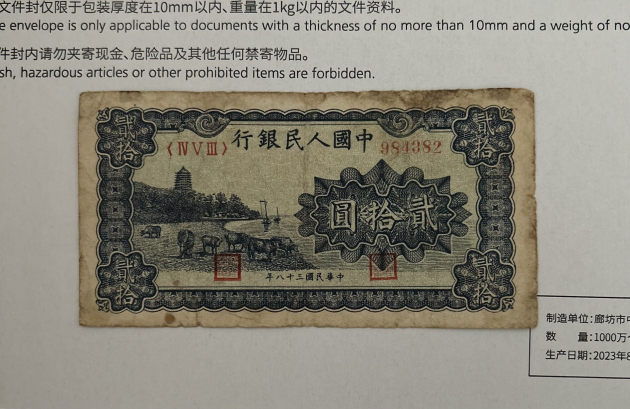 文件封仅限于包装厚度在10mm以内、重量在1kg以内的文件资料。
e envelope is only applicable to documents with a thickness of no more than 10mm and a weight of no
件封内请勿夹寄现金、危险品及其他任何禁寄物品。
sh, hazardous articles or other prohibited items are forbidden.
貳拾
貳拾
中國人民銀行
〈ⅣⅤⅢ〉 984382
貳拾圓
中華民國三十八年
貳拾
貳拾
制造单位:廊坊市
数 量:1000万
生产日期:2023年8